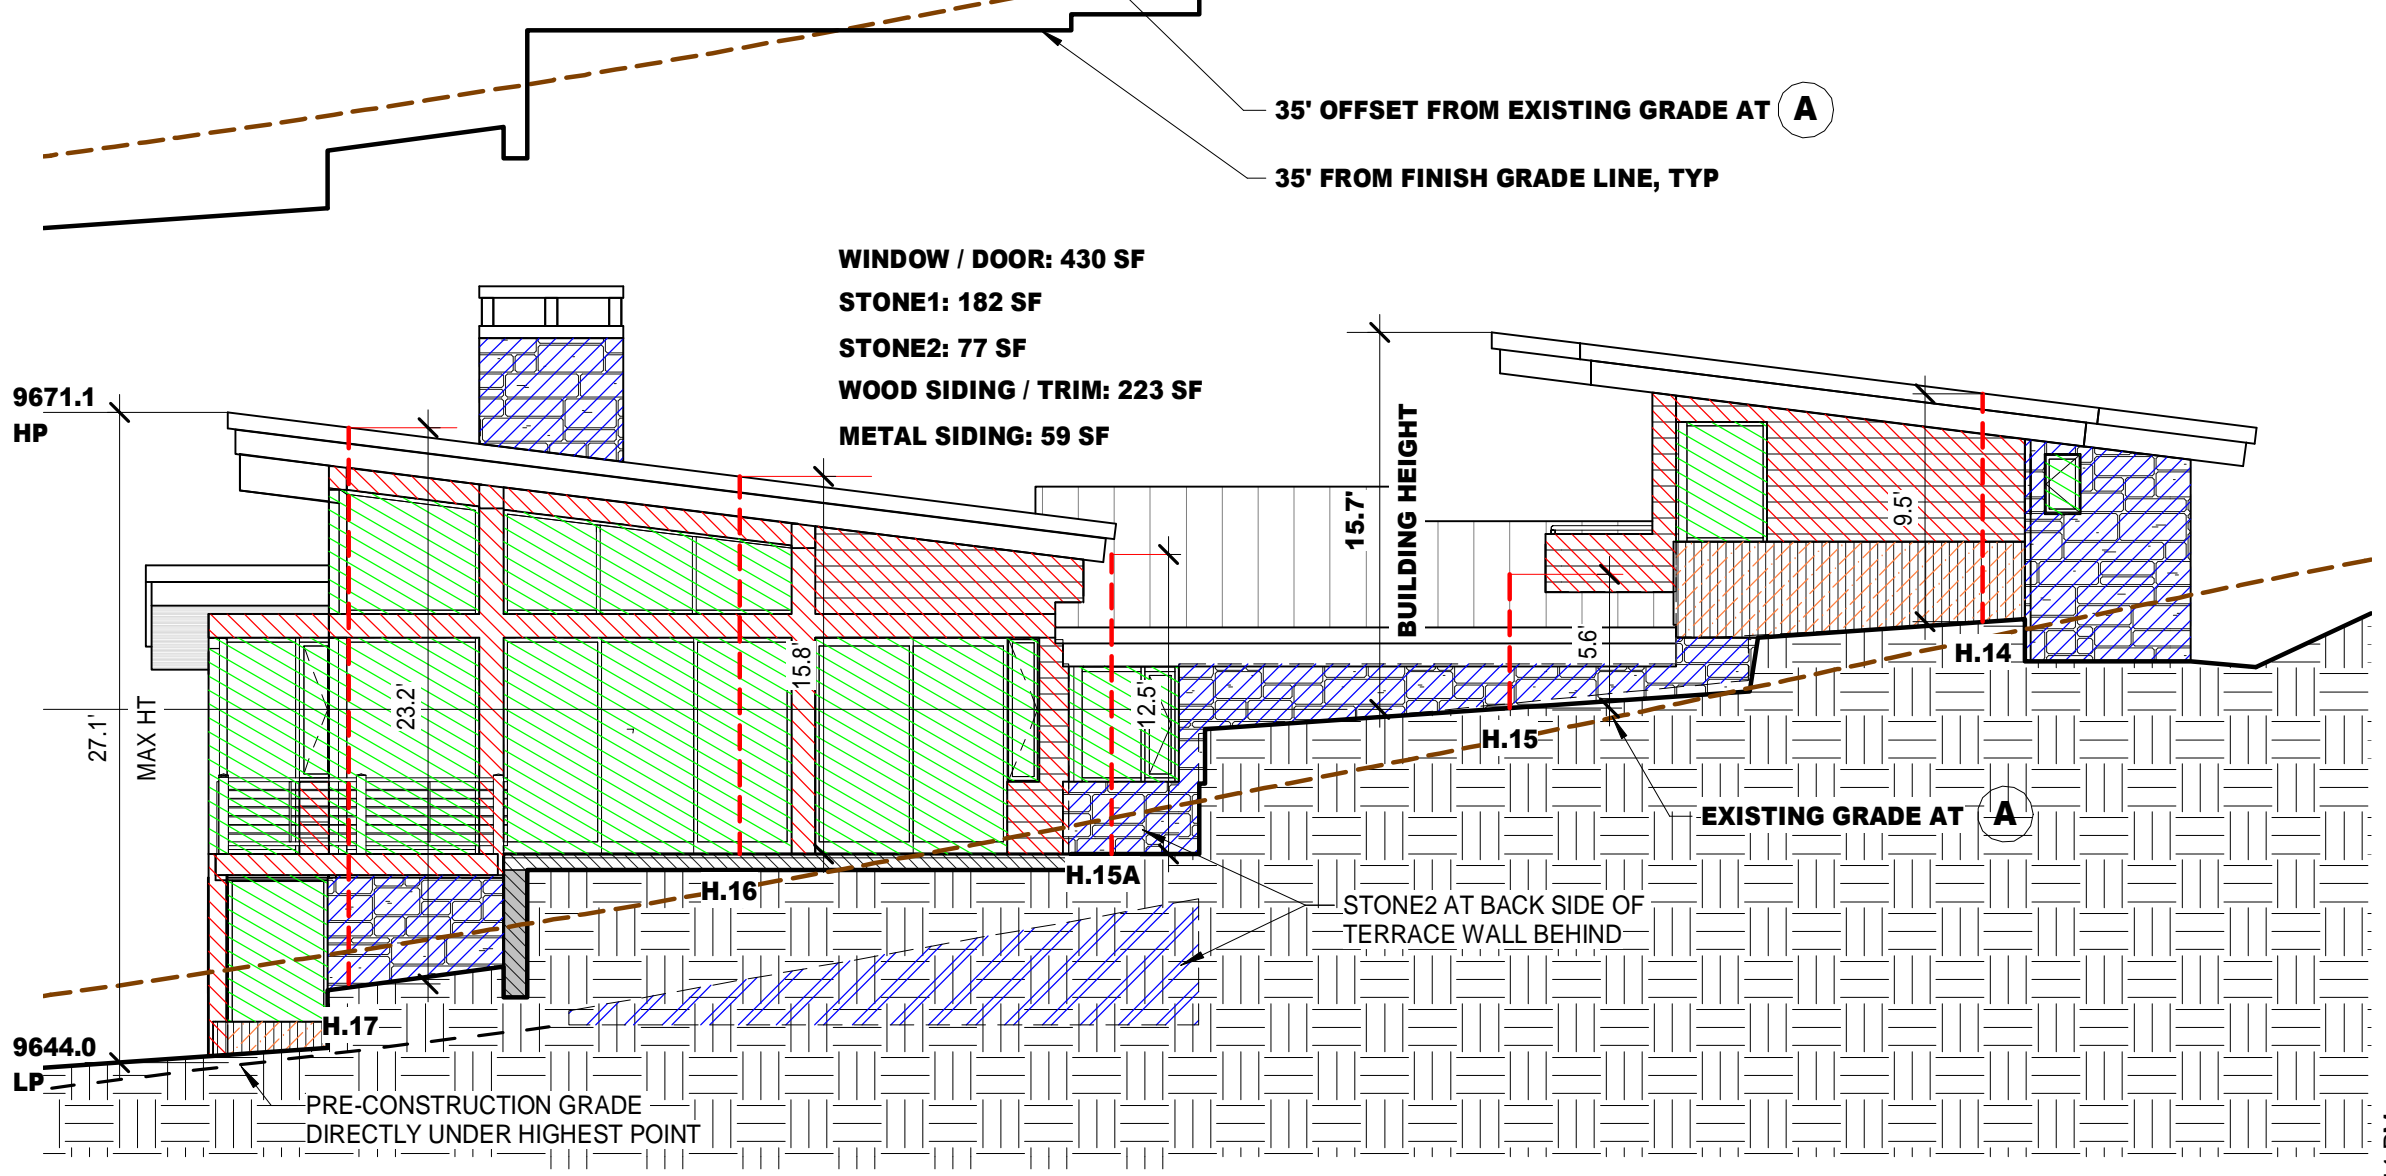 35' OFFSET FROM EXISTING GRADE AT A
35' FROM FINISH GRADE LINE, TYP
WINDOW / DOOR: 430 SF
STONE1: 182 SF
STONE2: 77 SF
WOOD SIDING / TRIM: 223 SF
METAL SIDING: 59 SF
9671.1
HP
15.7'
BUILDING HEIGHT
9.5'
5.6'
15.8'
12.5'
23.2'
27.1'
MAX HT
H.14
H.15
EXISTING GRADE AT A
H.15A
H.16
STONE2 AT BACK SIDE OF
TERRACE WALL BEHIND
H.17
9644.0
LP
PRE-CONSTRUCTION GRADE
DIRECTLY UNDER HIGHEST POINT